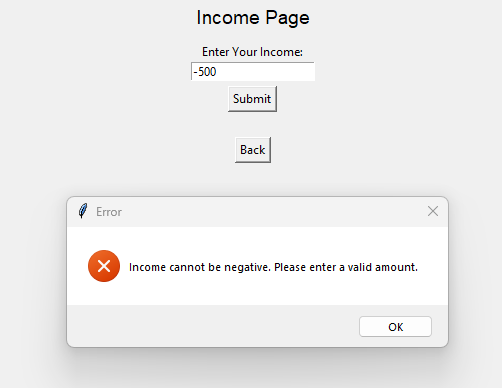 Income Page
Enter Your Income:
-500
Submit
Back
Error
Income cannot be negative. Please enter a valid amount.
OK